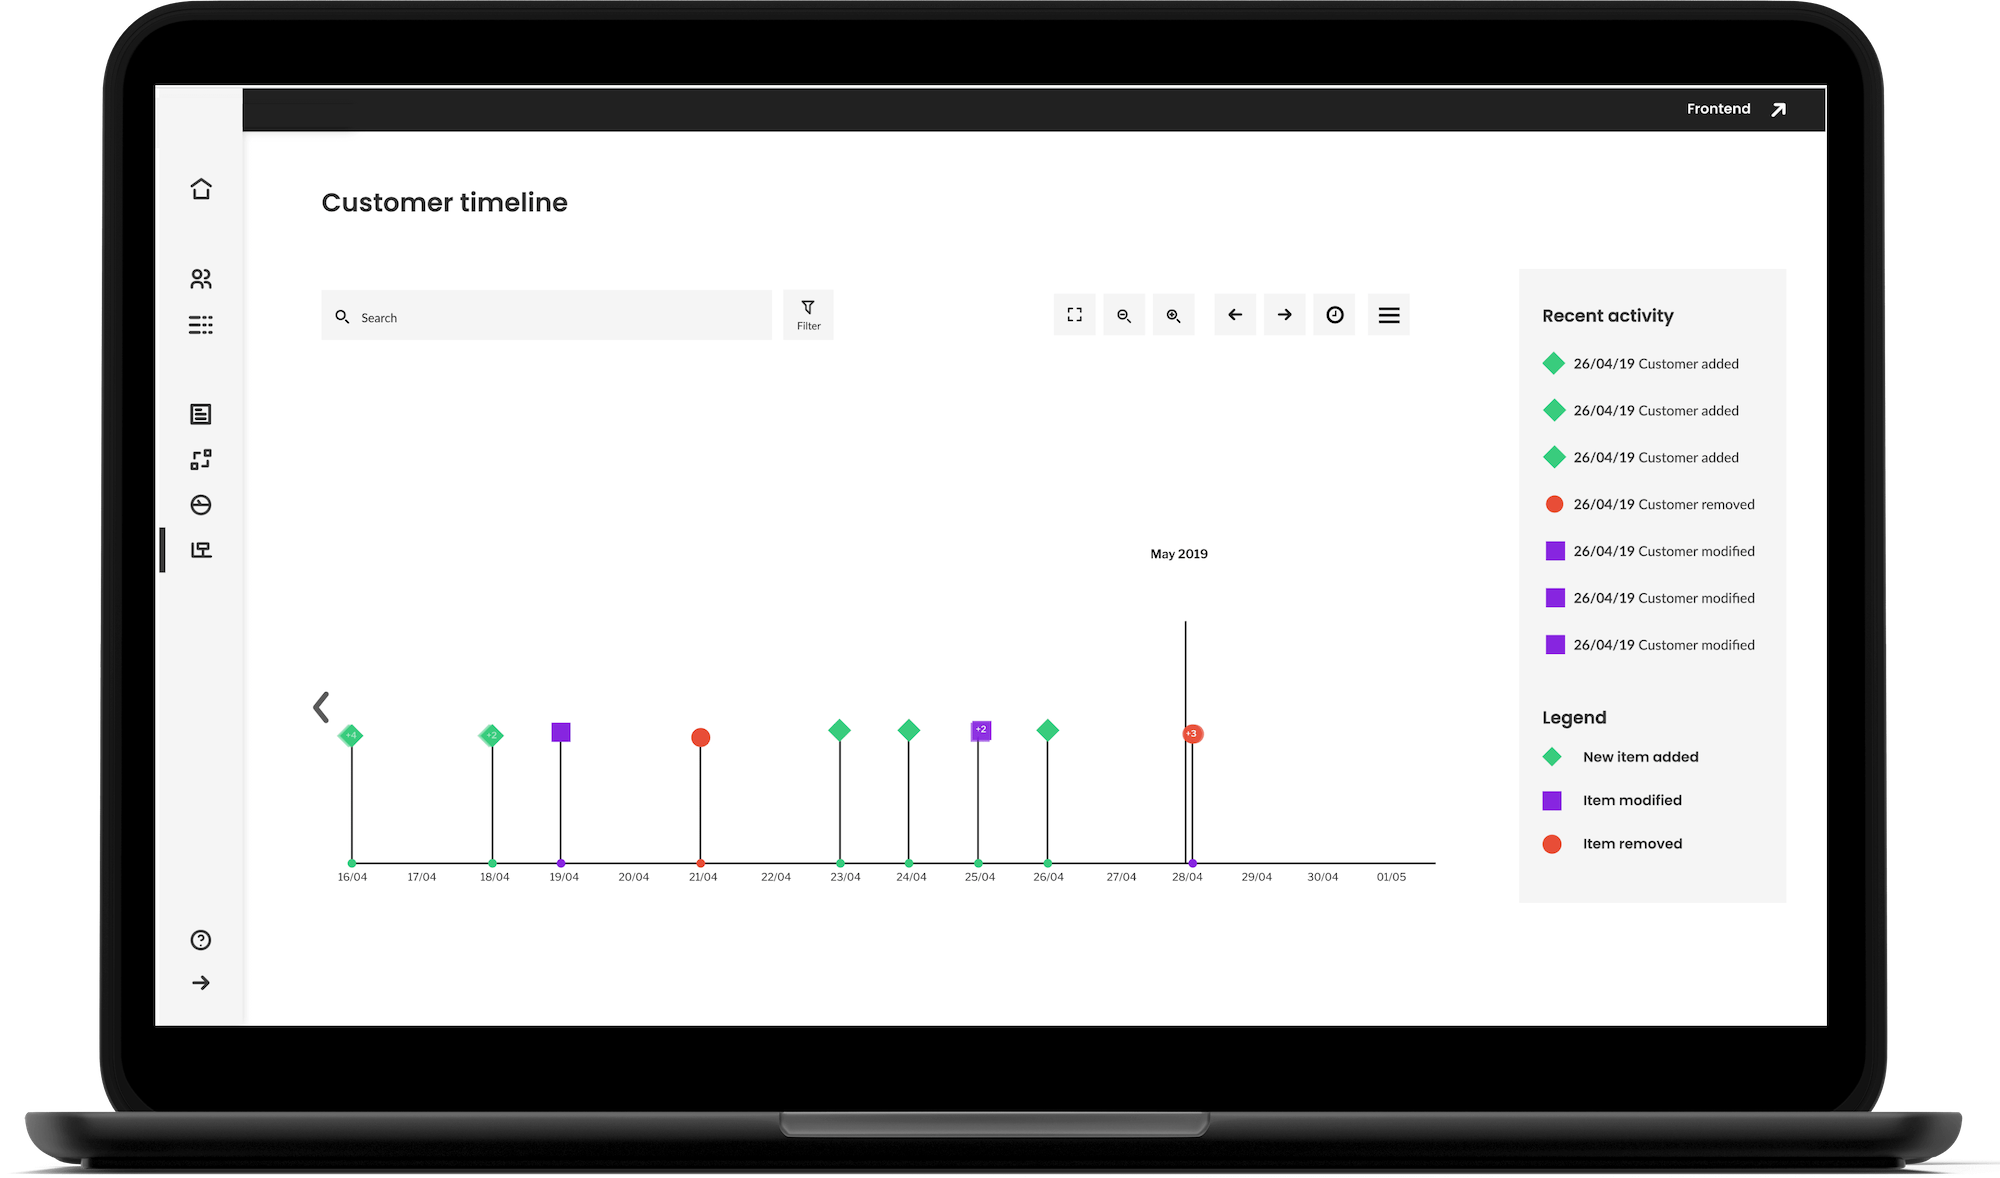 Frontend
Customer timeline
Search
Filter
Recent activity
26/04/19 Customer added
26/04/19 Customer added
26/04/19 Customer added
26/04/19 Customer removed
26/04/19 Customer modified
26/04/19 Customer modified
26/04/19 Customer modified
May 2019
+4
+2
+2
+3
16/04 17/04 18/04 19/04 20/04 21/04 22/04 23/04 24/04 25/04 26/04 27/04 28/04 29/04 30/04 01/05
Legend
New item added
Item modified
Item removed